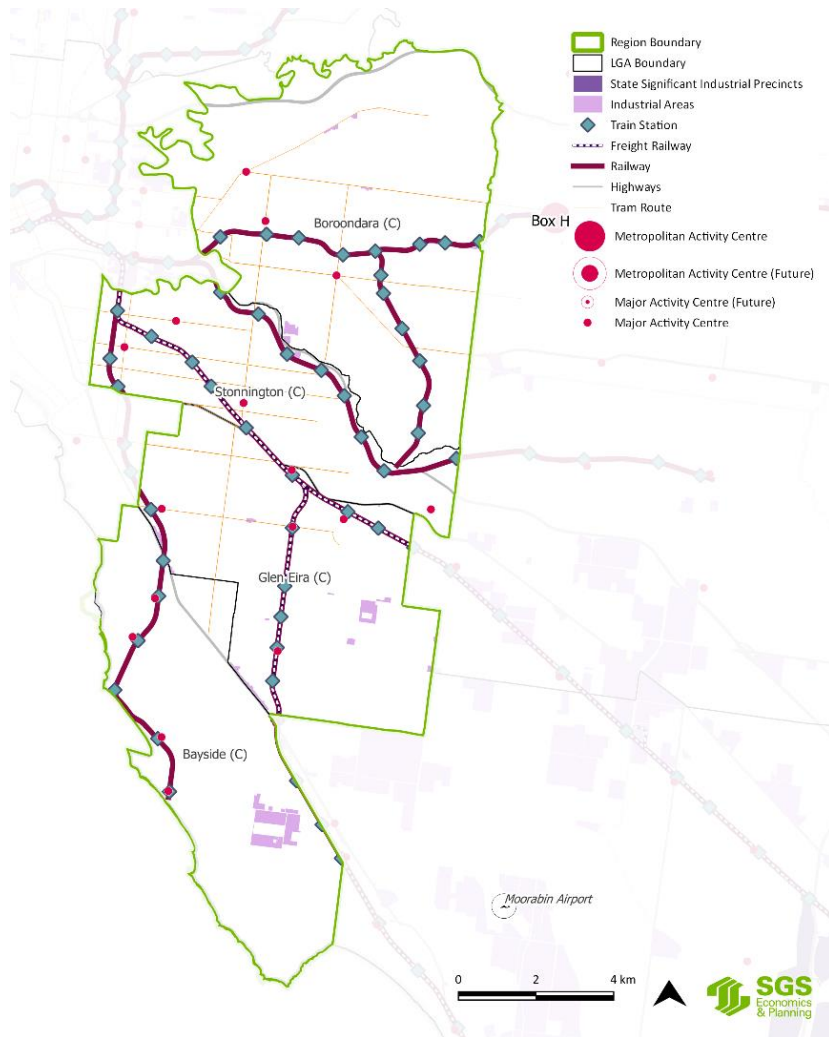 Region Boundary
LGA Boundary
State Significant Industrial Precincts
Industrial Areas
Train Station
Freight Railway
Railway
Highways
Tram Route
Metropolitan Activity Centre
Metropolitan Activity Centre (Future)
Major Activity Centre (Future)
Major Activity Centre
Box H
Boroondara (C)
Stonnington (C)
Glen Eira (C)
Bayside (C)
Moorabin Airport
0 2 4 km
SGS
Economics
& Planning